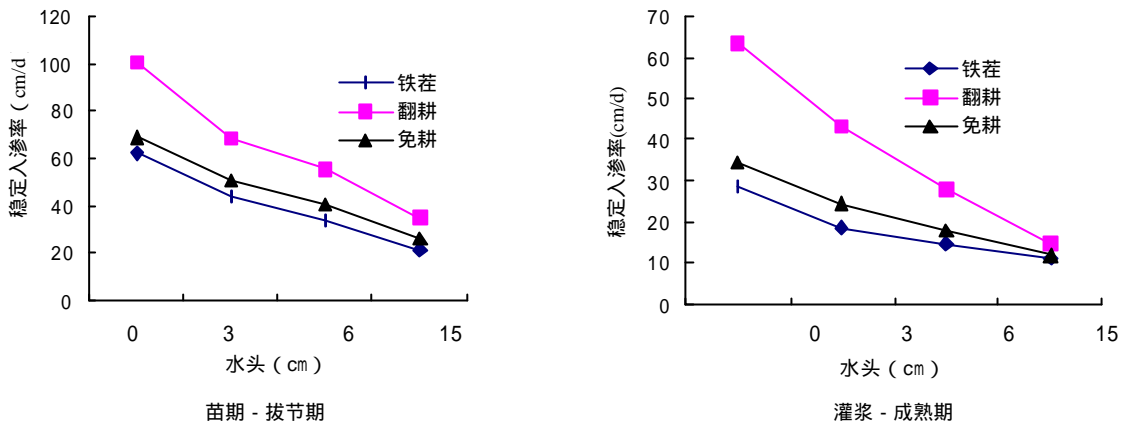 120
100
80
60
40
20
0
稳定入渗率（cm/d
铁茬
翻耕
免耕
0 3 6 15
水头（cm）
苗期 - 拔节期
70
60
50
40
30
20
10
0
稳定入渗率(cm/d)
铁茬
翻耕
免耕
0 3 6 15
水头（cm）
灌浆 - 成熟期